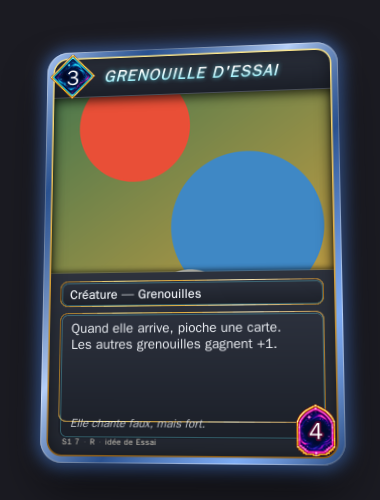 3
GRENOUILLE D'ESSAI
Créature — Grenouilles
Quand elle arrive, pioche une carte.
Les autres grenouilles gagnent +1.
Elle chante faux, mais fort.
4
S1 7 · R · idée de Essai